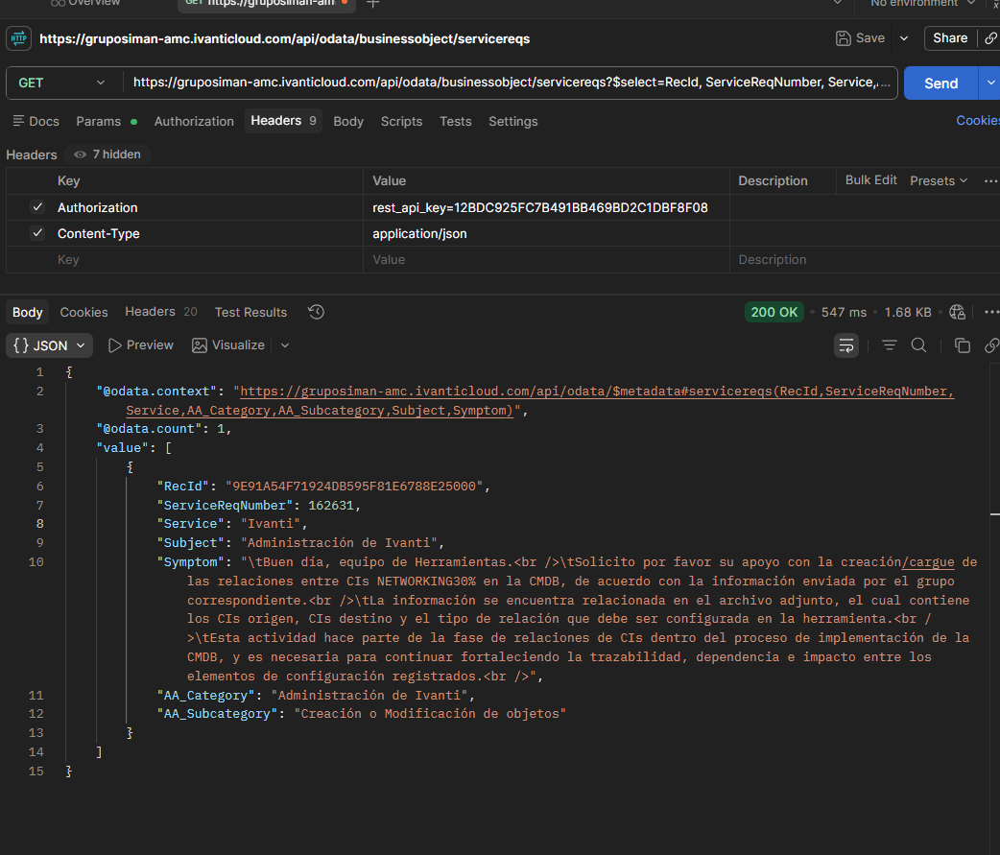 Overview
GET https://gruposiman-am
No environment
HTTP https://gruposiman-amc.ivanticloud.com/api/odata/businessobject/servicereqs
Save
Share
GET
https://gruposiman-amc.ivanticloud.com/api/odata/businessobject/servicereqs?$select=RecId, ServiceReqNumber, Service,...
Send
Docs Params Authorization Headers 9 Body Scripts Tests Settings
Cookies
Headers 7 hidden
Key Value Description Bulk Edit Presets
Authorization rest_api_key=12BDC925FC7B491BB469BD2C1DBF8F08
Content-Type application/json
Key Value Description
Body Cookies Headers 20 Test Results
200 OK • 547 ms • 1.68 KB
{} JSON Preview Visualize
1 {
2 "@odata.context": "https://gruposiman-amc.ivanticloud.com/api/odata/$metadata#servicereqs(RecId,ServiceReqNumber,
Service,AA_Category,AA_Subcategory,Subject,Symptom)",
3 "@odata.count": 1,
4 "value": [
5 {
6 "RecId": "9E91A54F71924DB595F81E6788E25000",
7 "ServiceReqNumber": 162631,
8 "Service": "Ivanti",
9 "Subject": "Administración de Ivanti",
10 "Symptom": "\tBuen día, equipo de Herramientas.<br />\tSolicito por favor su apoyo con la creación/cargue de
las relaciones entre CIs NETWORKING30% en la CMDB, de acuerdo con la información enviada por el grupo
correspondiente.<br />\tLa información se encuentra relacionada en el archivo adjunto, el cual contiene
los CIs origen, CIs destino y el tipo de relación que debe ser configurada en la herramienta.<br /
>\tEsta actividad hace parte de la fase de relaciones de CIs dentro del proceso de implementación de la
CMDB, y es necesaria para continuar fortaleciendo la trazabilidad, dependencia e impacto entre los
elementos de configuración registrados.<br />",
11 "AA_Category": "Administración de Ivanti",
12 "AA_Subcategory": "Creación o Modificación de objetos"
13 }
14 ]
15 }